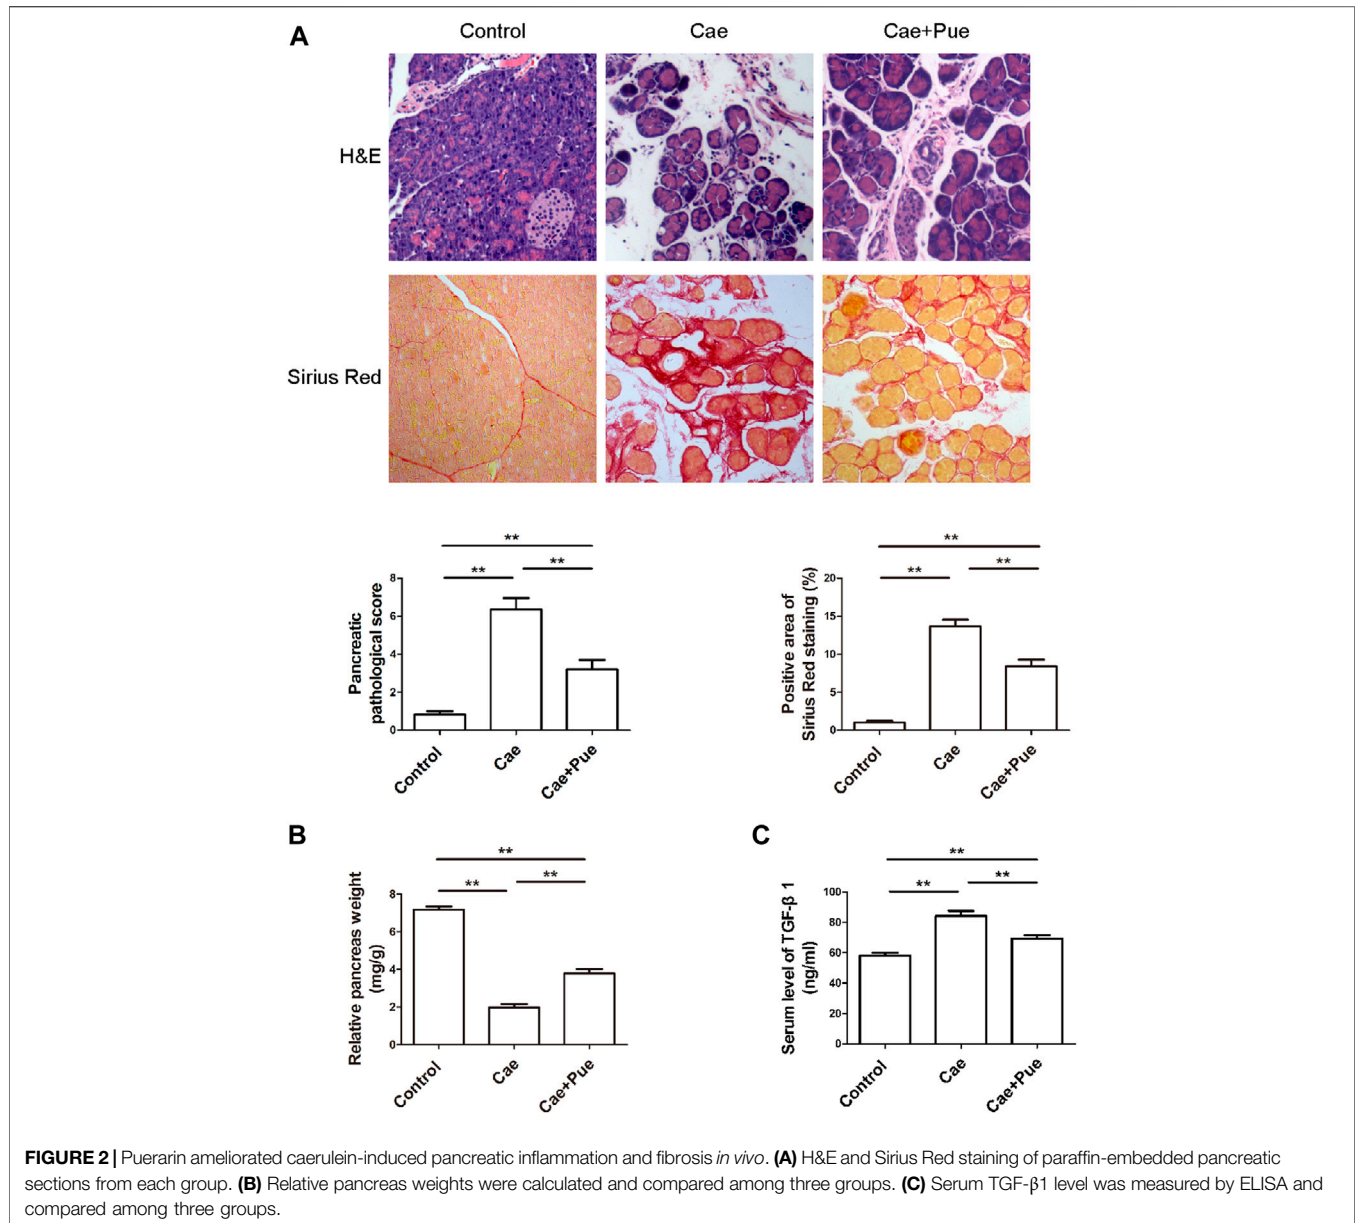 A
Control
Cae
Cae+Pue
H&E
Sirius Red
**
**
**
Pancreatic
pathological score
8
6
4
2
0
Control
Cae
Cae+Pue
**
**
**
Positive area of
Sirius Red staining (%)
20
15
10
5
0
Control
Cae
Cae+Pue
B
**
**
**
Relative pancreas weight
(mg/g)
8
6
4
2
0
Control
Cae
Cae+Pue
C
**
**
**
Serum level of TGF-β 1
(ng/ml)
100
80
60
40
20
0
Control
Cae
Cae+Pue
FIGURE 2 | Puerarin ameliorated caerulein-induced pancreatic inflammation and fibrosis in vivo. (A) H&E and Sirius Red staining of paraffin-embedded pancreatic
sections from each group. (B) Relative pancreas weights were calculated and compared among three groups. (C) Serum TGF-β1 level was measured by ELISA and
compared among three groups.